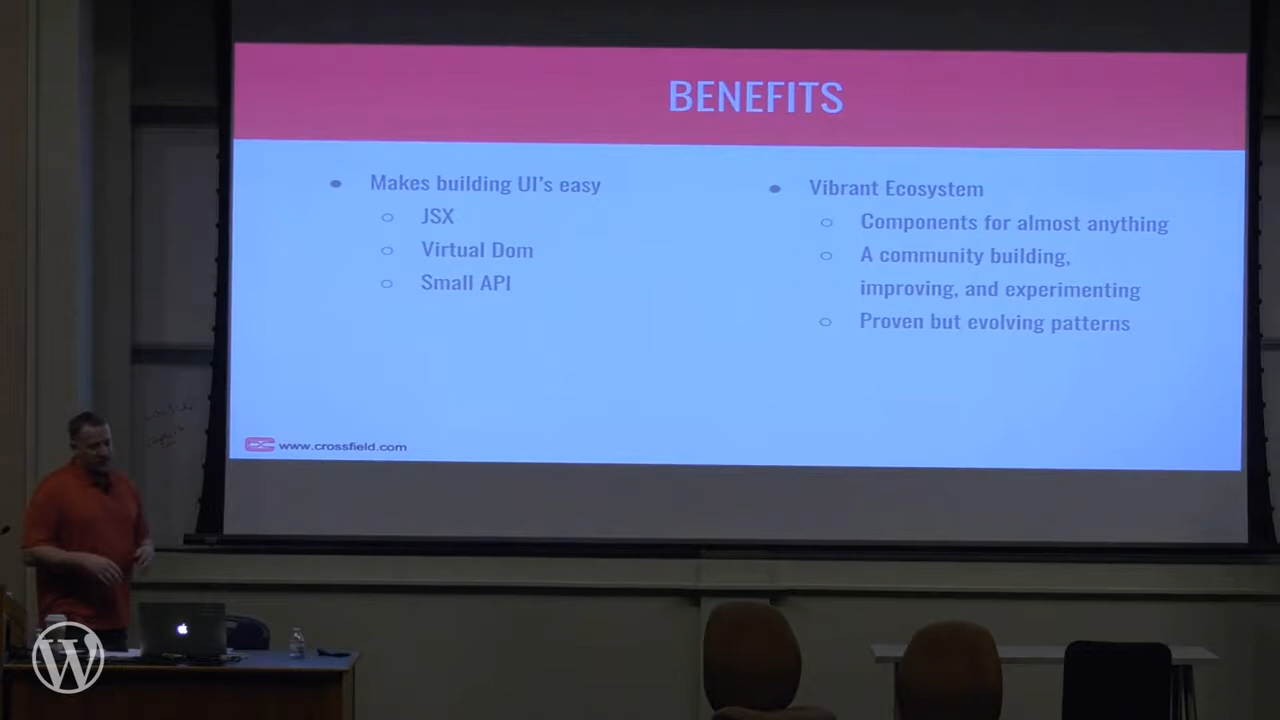 BENEFITS
Makes building UI's easy
JSX
Virtual Dom
Small API
Vibrant Ecosystem
Components for almost anything
A community building,
improving, and experimenting
Proven but evolving patterns
www.crossfield.com